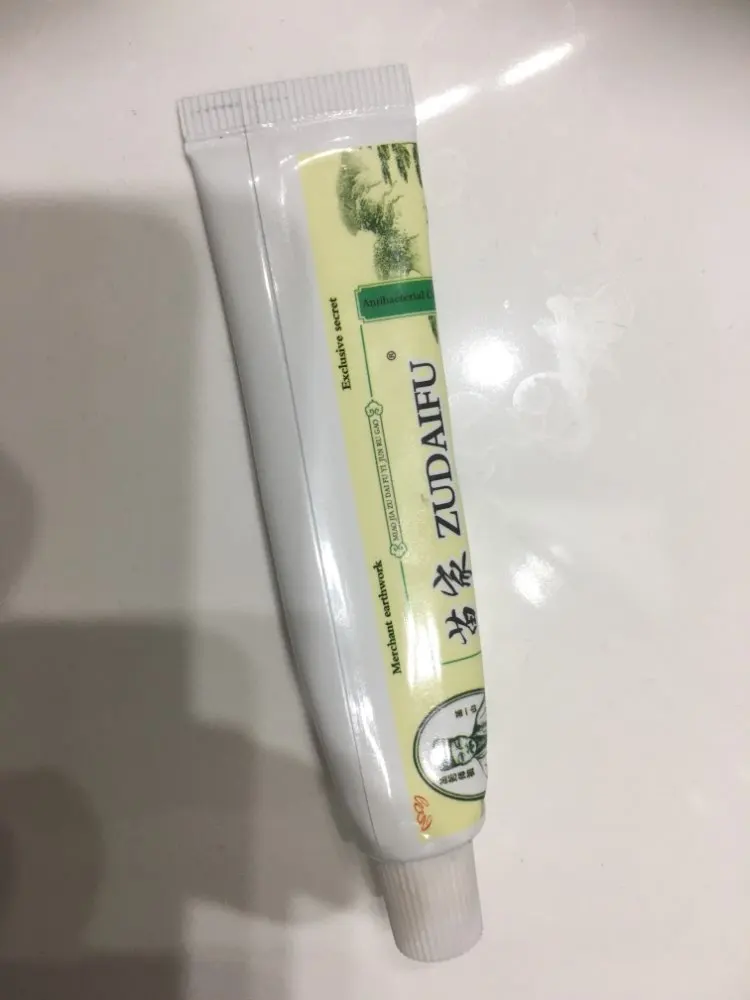 Antibacterial
Exclusive secret
®
MIAO JIA ZU DAI FU YI JUN RU GAO
苗家 ZUDAIFU
Merchant earthwork